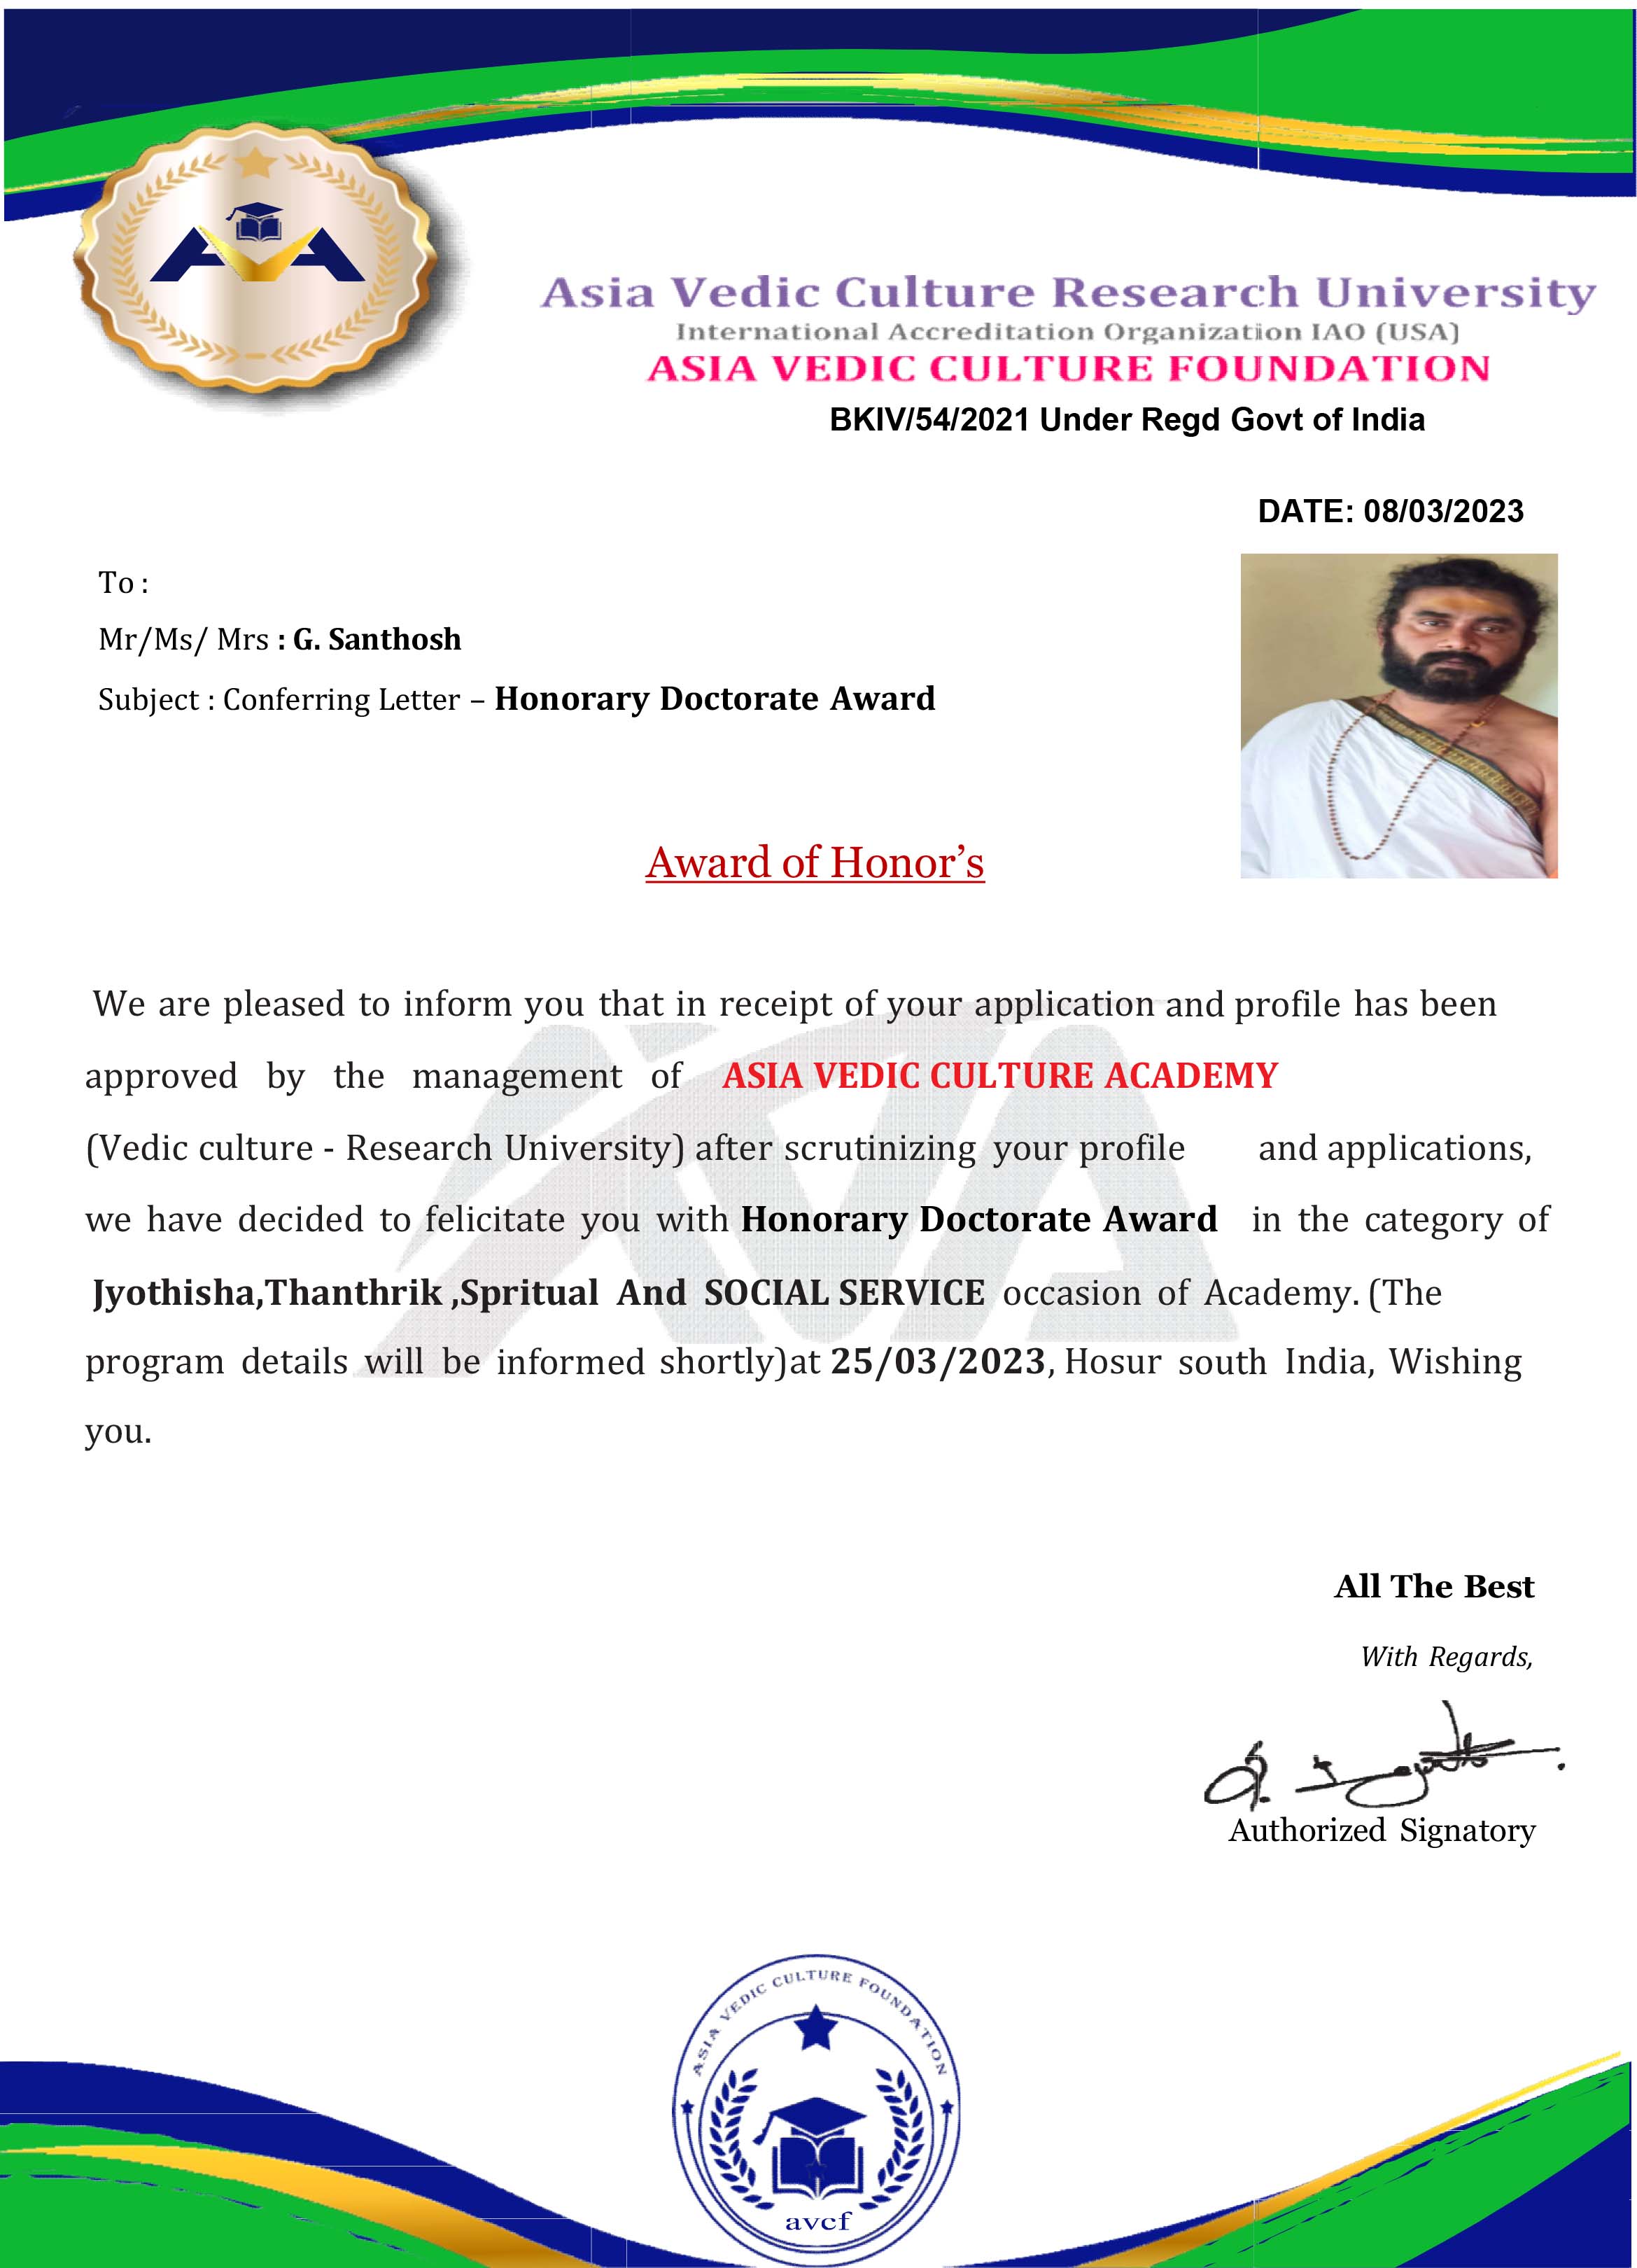 AVA
Asia Vedic Culture Research University
International Accreditation Organization IAO (USA)
ASIA VEDIC CULTURE FOUNDATION
BKIV/54/2021 Under Regd Govt of India
DATE: 08/03/2023
To :
Mr/Ms/ Mrs : G. Santhosh
Subject : Conferring Letter – Honorary Doctorate Award
Award of Honor’s
We are pleased to inform you that in receipt of your application and profile has been
approved by the management of ASIA VEDIC CULTURE ACADEMY
(Vedic culture - Research University) after scrutinizing your profile and applications,
we have decided to felicitate you with Honorary Doctorate Award in the category of
Jyothisha,Thanthrik ,Spritual And SOCIAL SERVICE occasion of Academy. (The
program details will be informed shortly)at 25/03/2023, Hosur south India, Wishing
you.
AVA
All The Best
With Regards,
Authorized Signatory
ASIA VEDIC CULTURE FOUNDATION
avcf